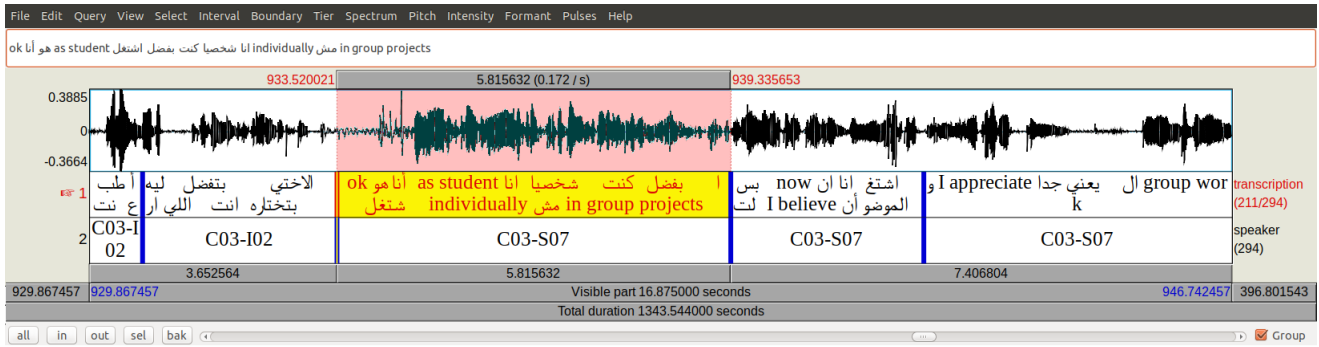 File Edit Query View Select Interval Boundary Tier Spectrum Pitch Intensity Formant Pulses Help
ok هو أنا as student انا شخصيا كنت بفضل اشتغل individually مش in group projects
933.520021 5.815632 (0.172 / s) 939.335653
0.3885
0
-0.3664
1
أطب بتفضل ليه الاختي
ع نت بتختاره انت اللي أر
ok أنا هو as student انا شخصيا كنت بفضل ا
شتغل individually مش in group projects
اشتغ انا ان now بس
الموضو أن I believe لت
و I appreciate يعني جدا ال group wor
k
transcription
(211/294)
2
C03-I
02
C03-I02
C03-S07
C03-S07
C03-S07
speaker
(294)
3.652564 5.815632 7.406804
929.867457 929.867457 Visible part 16.875000 seconds 946.742457 396.801543
Total duration 1343.544000 seconds
all in out sel bak Group